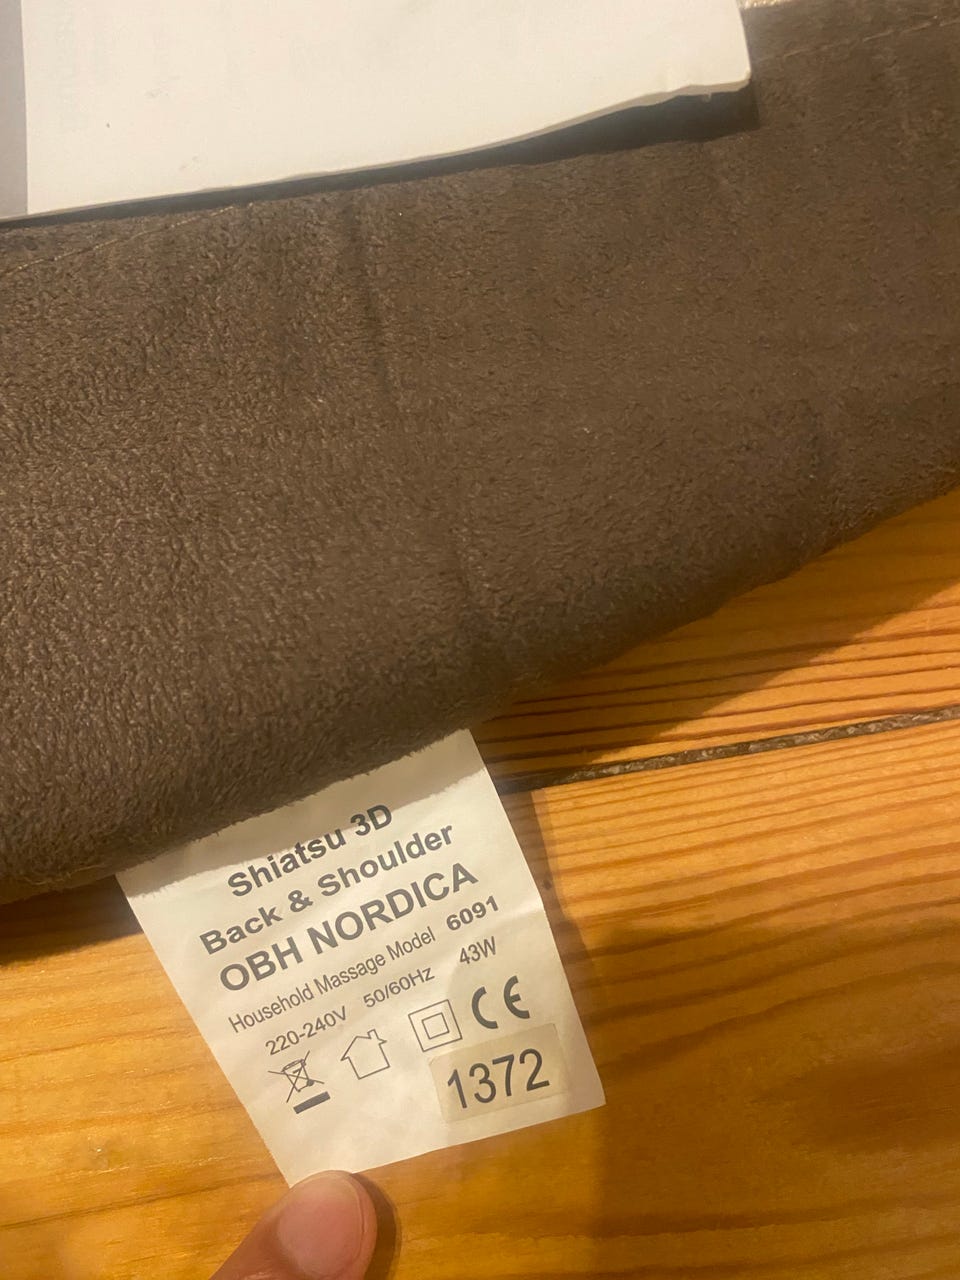 Shiatsu 3D
Back & Shoulder
OBH NORDICA
Household Massage Model 6091
220-240V 50/60Hz 43W
CE
1372